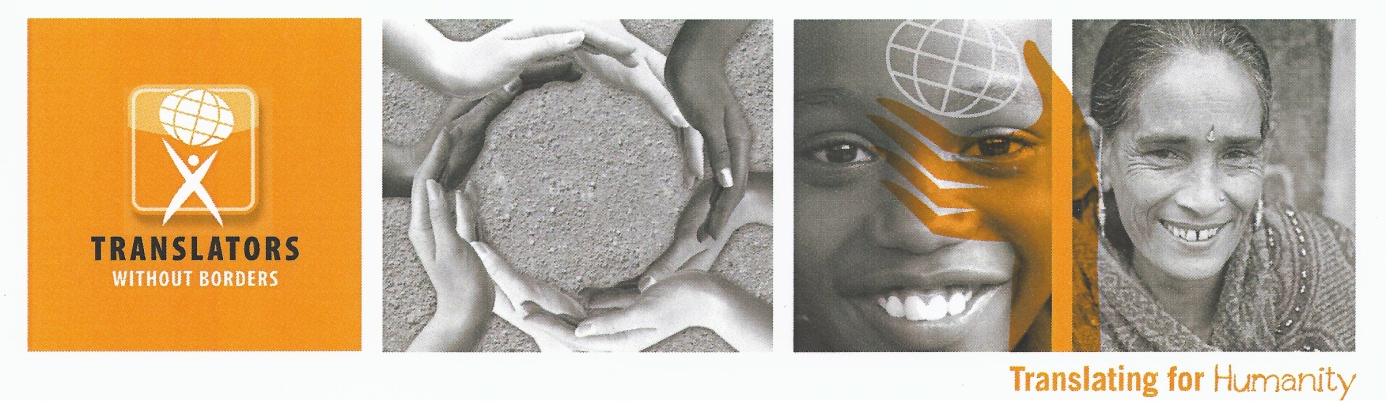 TRANSLATORS
WITHOUT BORDERS
Translating for Humanity